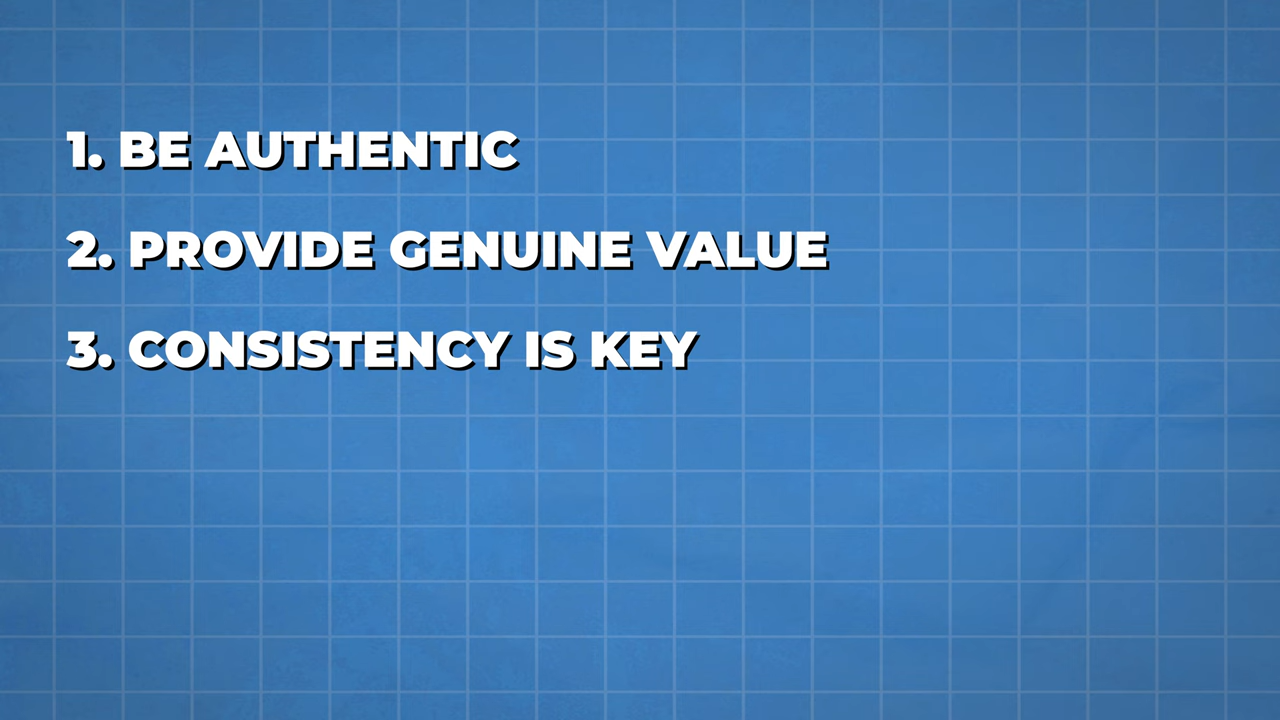 1. BE AUTHENTIC
2. PROVIDE GENUINE VALUE
3. CONSISTENCY IS KEY